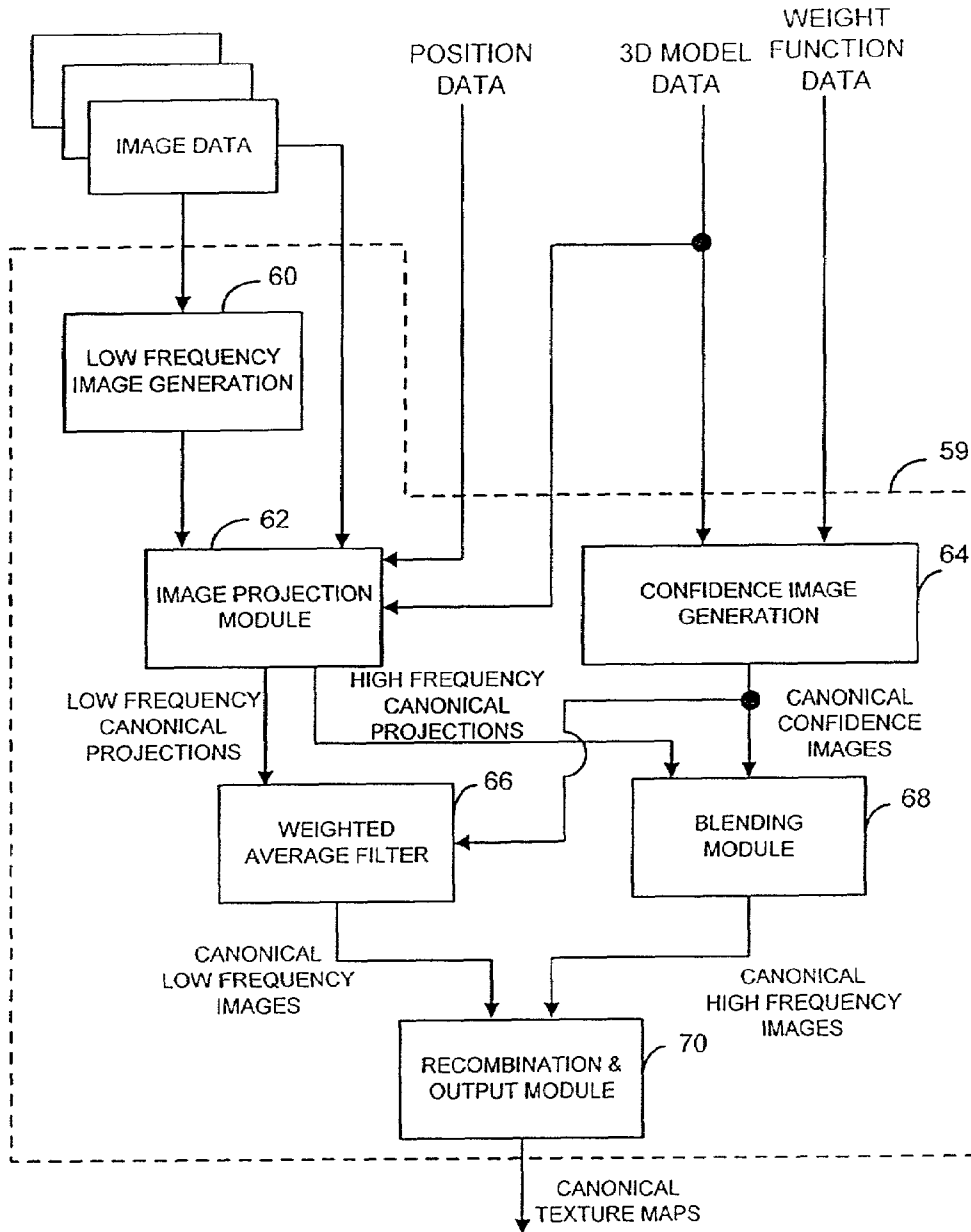 WEIGHT
FUNCTION
DATA
POSITION
DATA
3D MODEL
DATA
IMAGE DATA
60
LOW FREQUENCY
IMAGE GENERATION
59
62
IMAGE PROJECTION
MODULE
64
CONFIDENCE IMAGE
GENERATION
LOW FREQUENCY
CANONICAL
PROJECTIONS
HIGH FREQUENCY
CANONICAL
PROJECTIONS
CANONICAL
CONFIDENCE
IMAGES
66
WEIGHTED
AVERAGE FILTER
68
BLENDING
MODULE
CANONICAL
LOW FREQUENCY
IMAGES
CANONICAL
HIGH FREQUENCY
IMAGES
70
RECOMBINATION &
OUTPUT MODULE
CANONICAL
TEXTURE MAPS